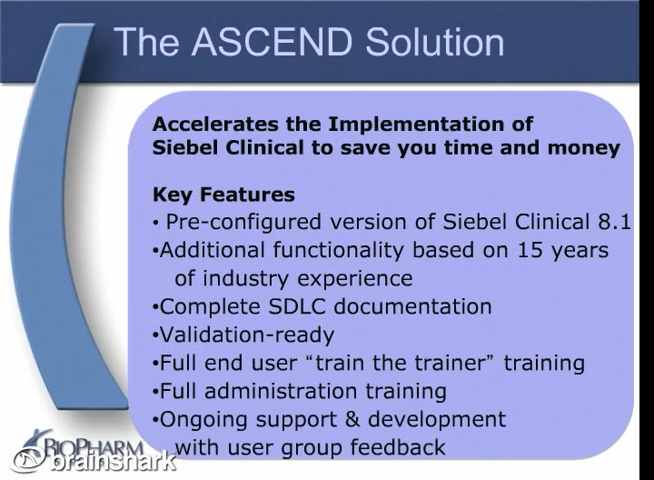 The ASCEND Solution
Accelerates the Implementation of
Siebel Clinical to save you time and money
Key Features
• Pre-configured version of Siebel Clinical 8.1
•Additional functionality based on 15 years
of industry experience
•Complete SDLC documentation
•Validation-ready
•Full end user “train the trainer” training
•Full administration training
•Ongoing support & development
with user group feedback
BIOPHARM
brainshark